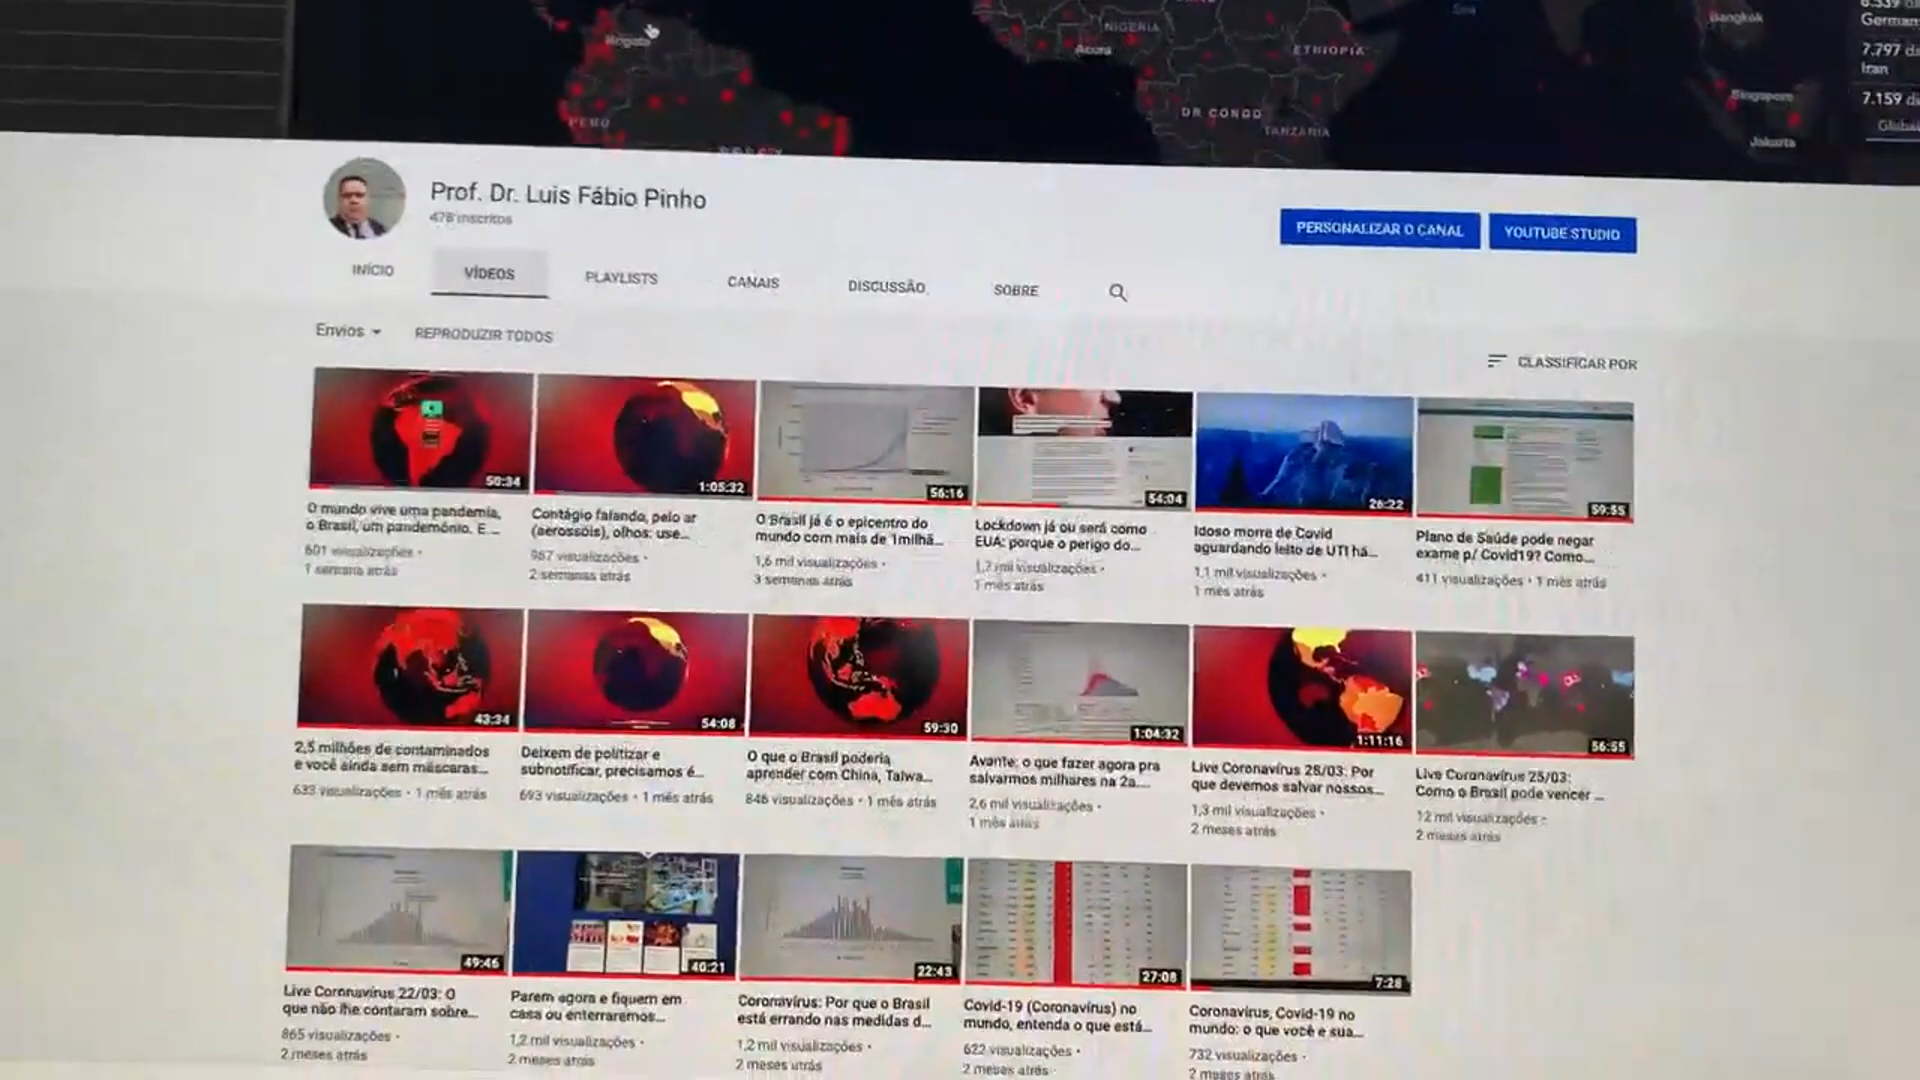 Bogota
NIGERIA
Accra
ETHIOPIA
Bangkok
German
7.797 de
Iran
PERU
DR CONGO
TANZANIA
Singapore
7.159 de
Jakarta
Prof. Dr. Luis Fábio Pinho
478 inscritos
PERSONALIZAR O CANAL
YOUTUBE STUDIO
INÍCIO
VÍDEOS
PLAYLISTS
CANAIS
DISCUSSÃO
SOBRE
Envios
REPRODUZIR TODOS
CLASSIFICAR POR
50:34
1:05:32
56:16
54:04
26:22
59:55
O mundo vive uma pandemia,
o Brasil, um pandemônio. E ...
601 visualizações •
1 semana atrás
Contágio falando, pelo ar
(aerossóis), olhos: use...
967 visualizações •
2 semanas atrás
O Brasil já é o epicentro do
mundo com mais de 1milhã...
1,6 mil visualizações •
3 semanas atrás
Lockdown já ou será como
EUA: porque o perigo do...
1,7 mil visualizações •
1 mês atrás
Idoso morre de Covid
aguardando leito de UTI há...
1,1 mil visualizações •
1 mês atrás
Plano de Saúde pode negar
exame p/ Covid19? Como...
411 visualizações • 1 mês atrás
43:34
54:08
59:30
1:04:32
1:11:16
56:55
2,5 milhões de contaminados
e você ainda sem máscaras...
633 visualizações • 1 mês atrás
Deixem de politizar e
subnotificar, precisamos é...
693 visualizações • 1 mês atrás
O que o Brasil poderia
aprender com China, Taiwa...
846 visualizações • 1 mês atrás
Avante: o que fazer agora pra
salvarmos milhares na 2a....
2,6 mil visualizações •
1 mês atrás
Live Coronavírus 28/03: Por
que devemos salvar nossos...
1,3 mil visualizações •
2 meses atrás
Live Coronavírus 25/03:
Como o Brasil pode vencer ...
12 mil visualizações •
2 meses atrás
49:46
40:21
22:43
27:08
7:28
Live Coronavírus 22/03: O
que não lhe contaram sobre...
865 visualizações •
2 meses atrás
Parem agora e fiquem em
casa ou enterraremos...
1,2 mil visualizações •
2 meses atrás
Coronavírus: Por que o Brasil
está errando nas medidas d...
1,2 mil visualizações •
2 meses atrás
Covid-19 (Coronavírus) no
mundo, entenda o que está...
622 visualizações •
2 meses atrás
Coronavírus, Covid-19 no
mundo: o que você e sua...
732 visualizações •
2 meses atrás